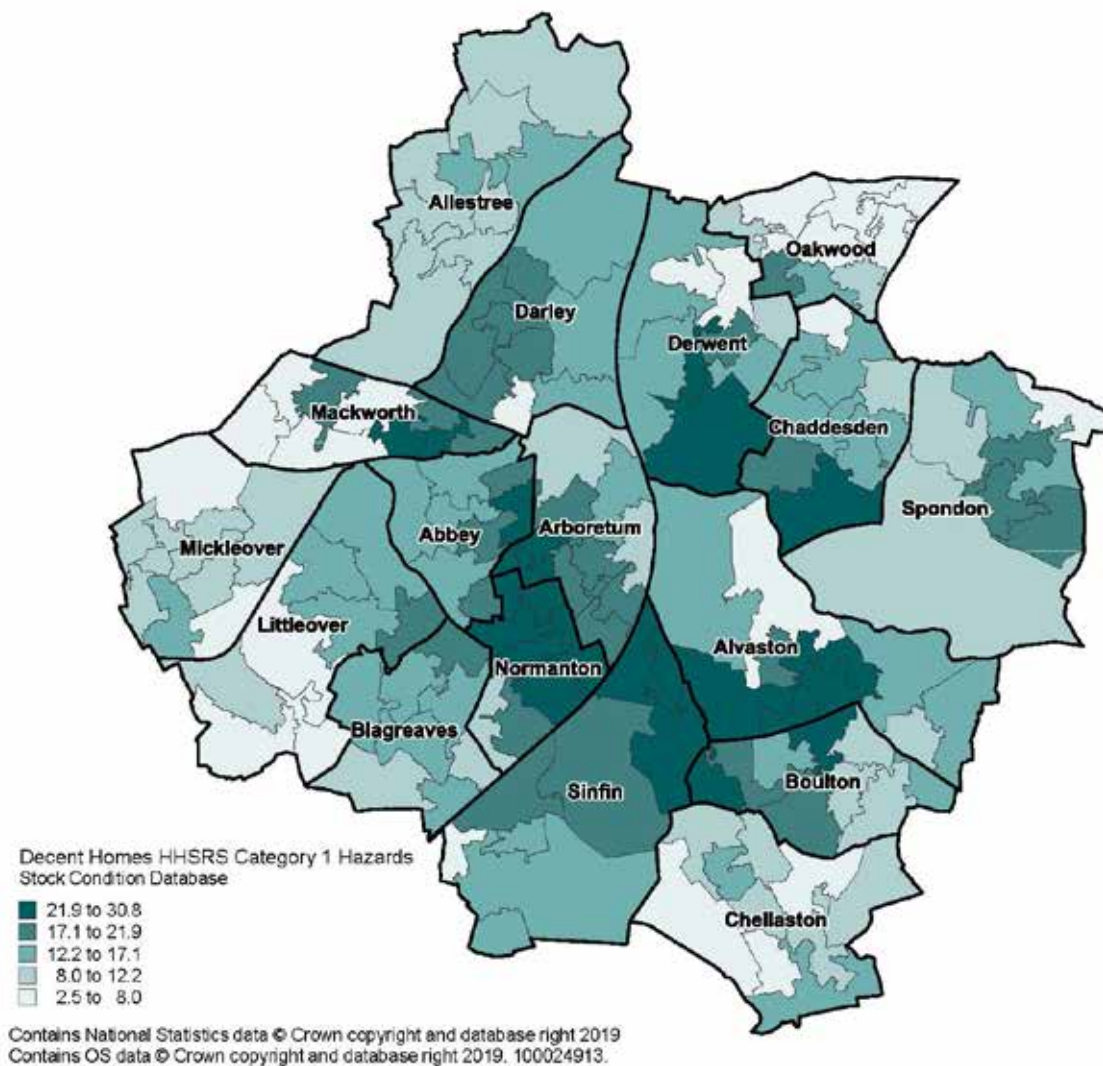 Allestree
Oakwood
Darley
Derwent
Mackworth
Chaddesden
Spondon
Abbey
Arboretum
Mickleover
Littleover
Alvaston
Normanton
Blagreaves
Sinfin
Boulton
Chellaston
Decent Homes HHSRS Category 1 Hazards
Stock Condition Database
21.9 to 30.8
17.1 to 21.9
12.2 to 17.1
8.0 to 12.2
2.5 to 8.0
Contains National Statistics data © Crown copyright and database right 2019
Contains OS data © Crown copyright and database right 2019. 100024913.